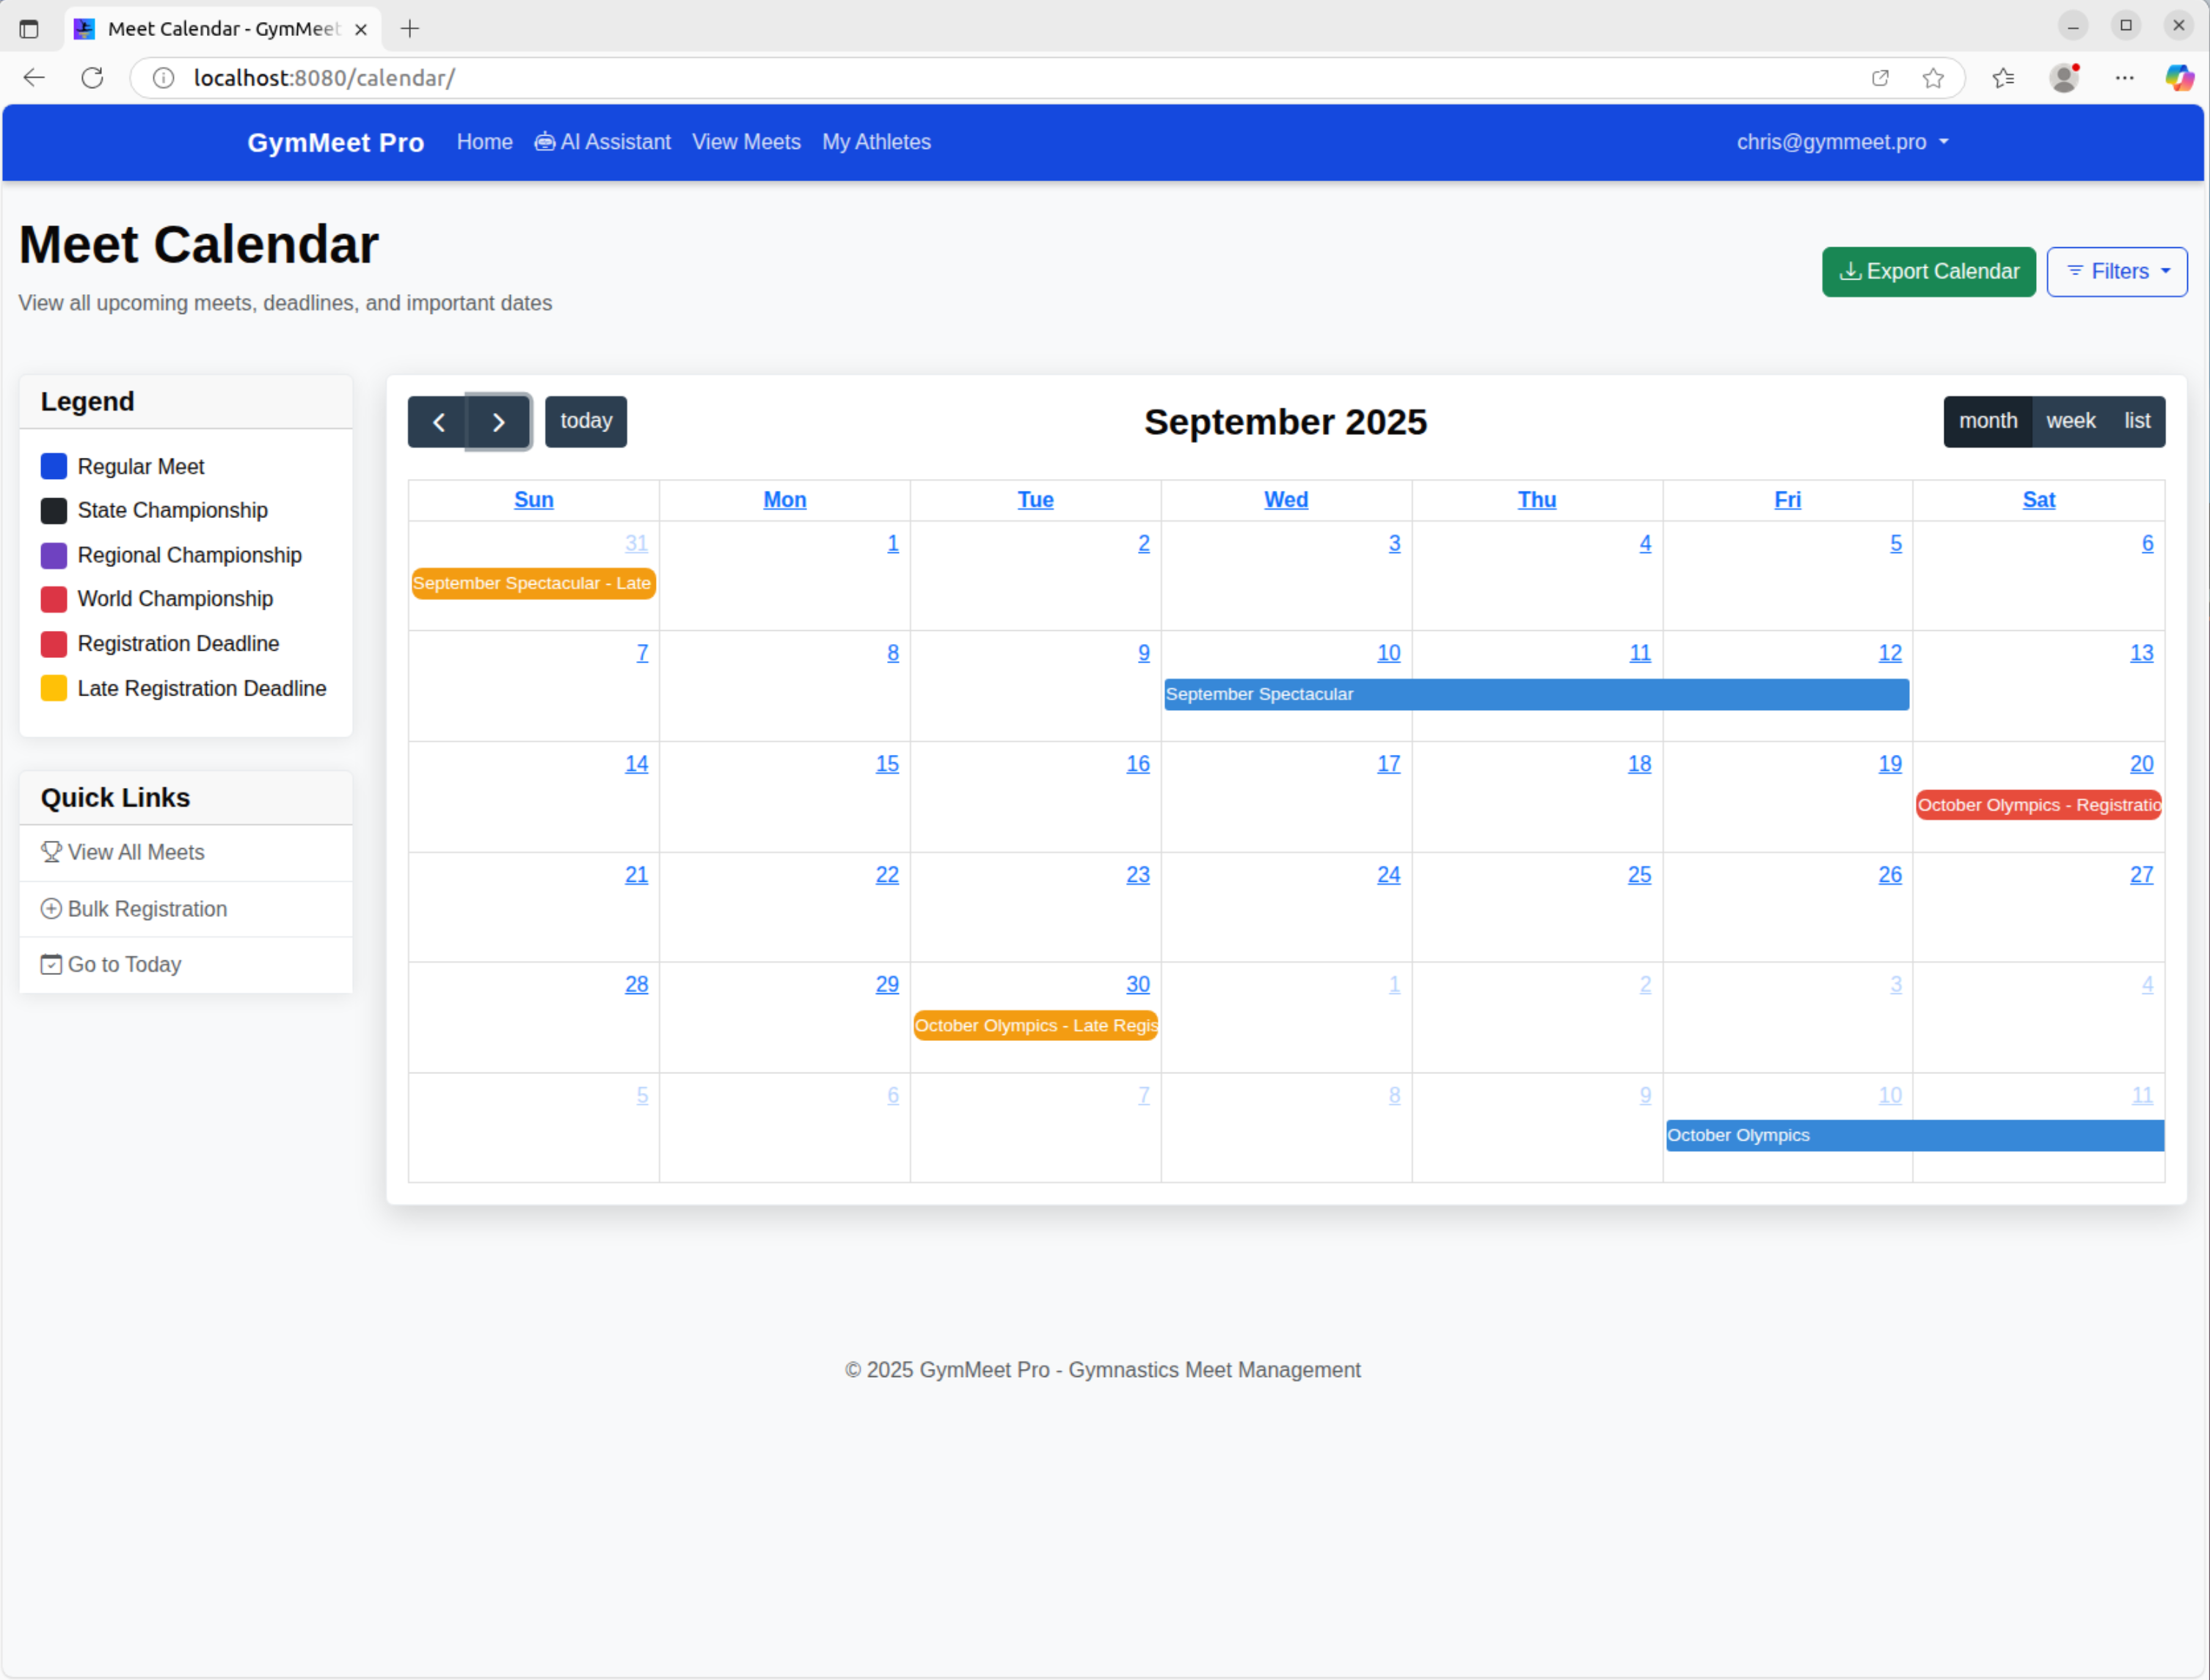 Meet Calendar - GymMeet
localhost:8080/calendar/
GymMeet Pro Home AI Assistant View Meets My Athletes chris@gymmeet.pro
Meet Calendar
View all upcoming meets, deadlines, and important dates
Export Calendar Filters
Legend
Regular Meet
State Championship
Regional Championship
World Championship
Registration Deadline
Late Registration Deadline
Quick Links
View All Meets
Bulk Registration
Go to Today
today September 2025 month week list
Sun Mon Tue Wed Thu Fri Sat
31 1 2 3 4 5 6
September Spectacular - Late
7 8 9 10 11 12 13
September Spectacular
14 15 16 17 18 19 20
October Olympics - Registratio
21 22 23 24 25 26 27
28 29 30 1 2 3 4
October Olympics - Late Regis
5 6 7 8 9 10 11
October Olympics
© 2025 GymMeet Pro - Gymnastics Meet Management